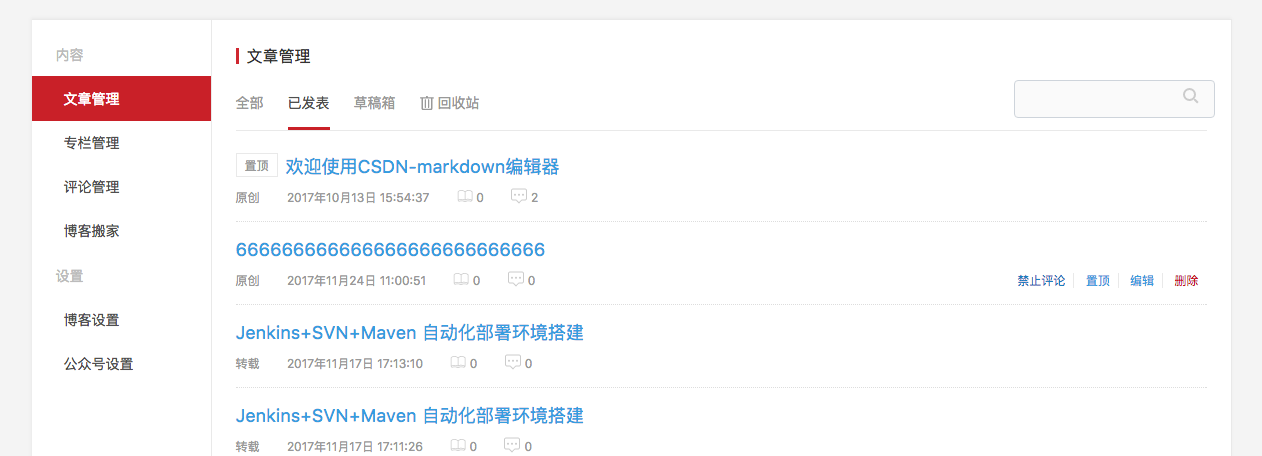 内容
文章管理
专栏管理
评论管理
博客搬家
设置
博客设置
公众号设置
文章管理
全部 已发表 草稿箱 回收站
置顶 欢迎使用CSDN-markdown编辑器
原创 2017年10月13日 15:54:37 0 2
6666666666666666666666666666
原创 2017年11月24日 11:00:51 0 0 禁止评论 置顶 编辑 删除
Jenkins+SVN+Maven 自动化部署环境搭建
转载 2017年11月17日 17:13:10 0 0
Jenkins+SVN+Maven 自动化部署环境搭建
转载 2017年11月17日 17:11:26 0 0